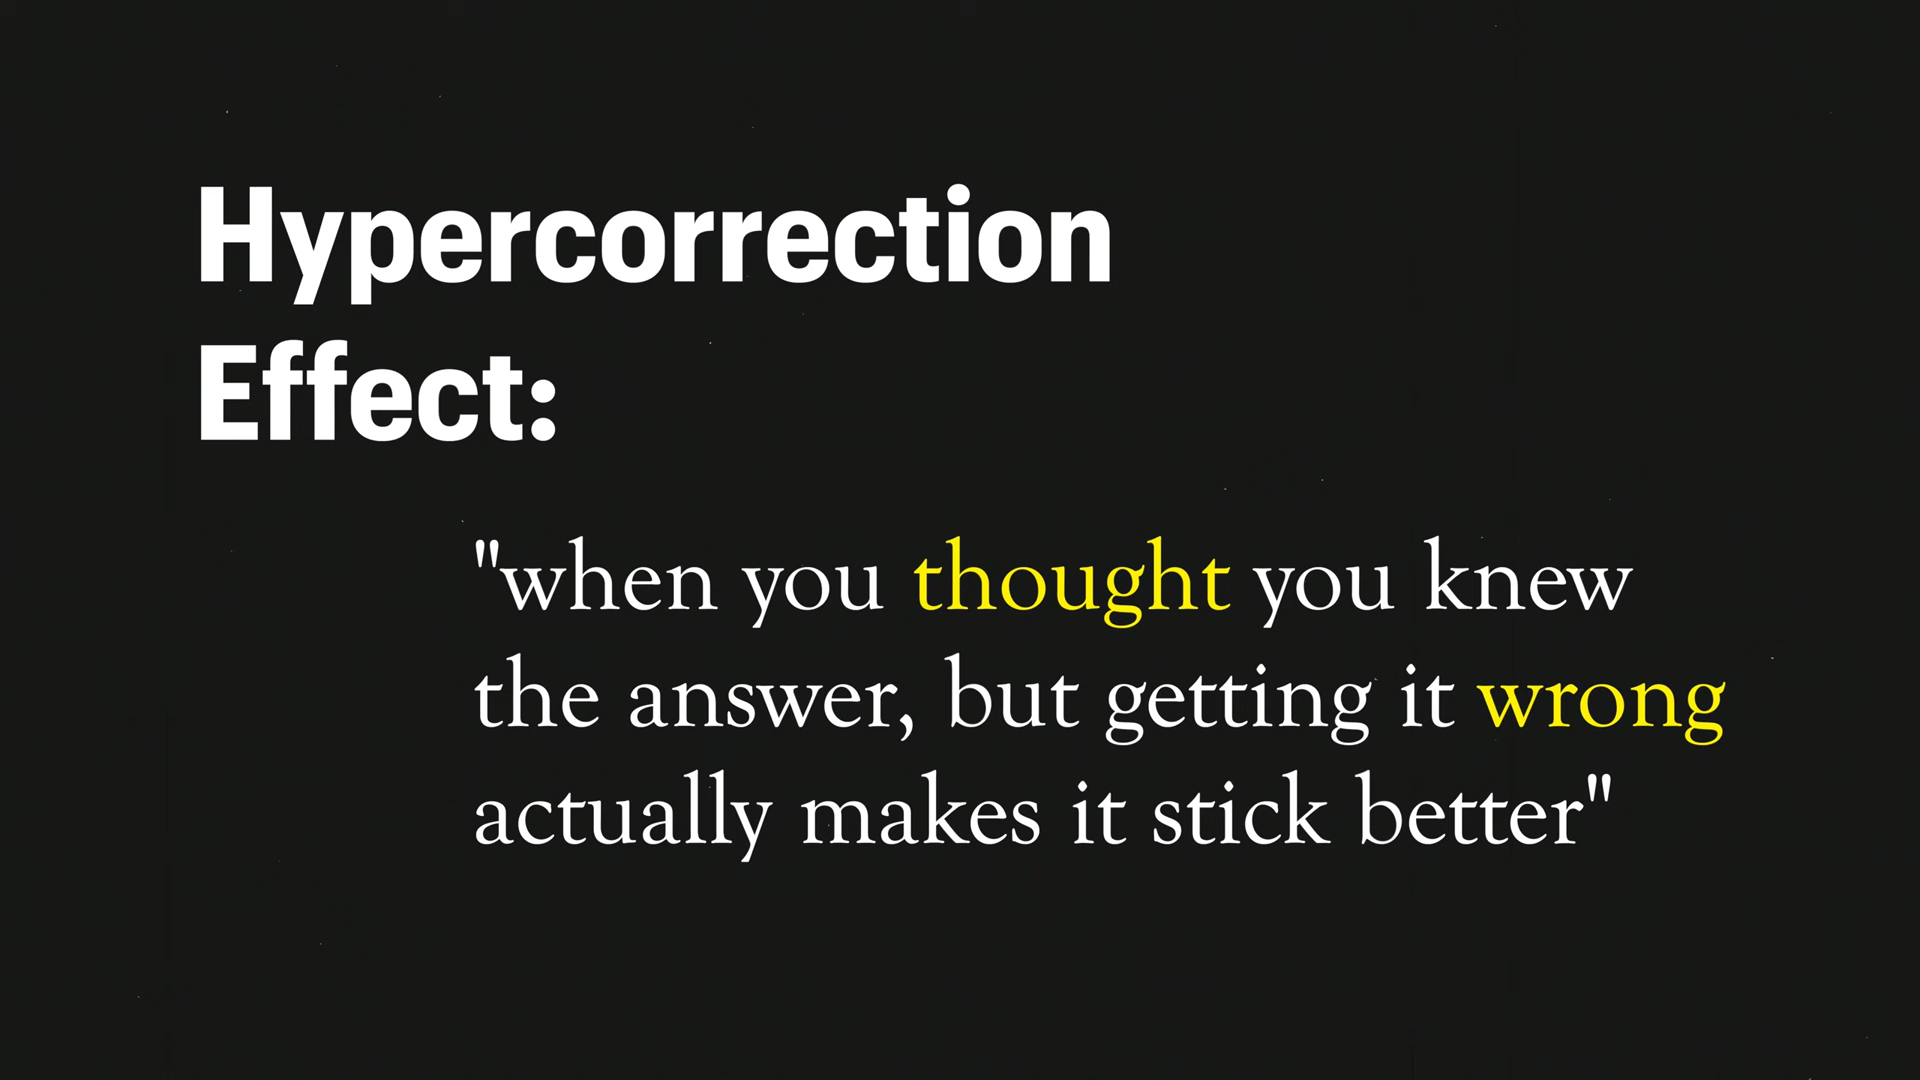 Hypercorrection
Effect:
"when you thought you knew
the answer, but getting it wrong
actually makes it stick better"